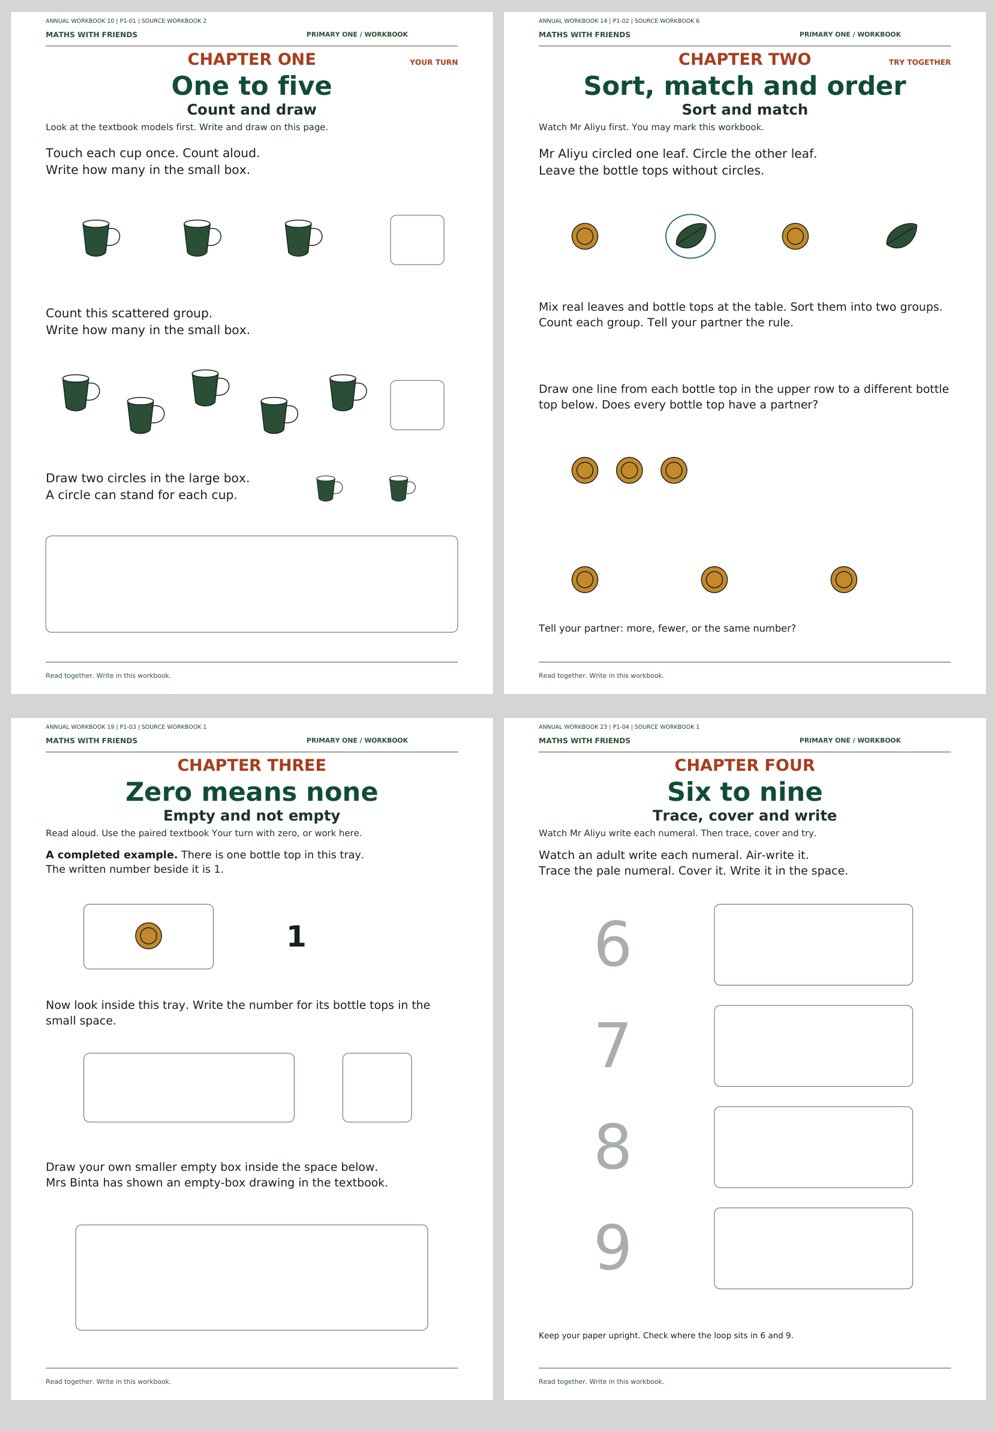 ANNUAL WORKBOOK 10 | P1-01 | SOURCE WORKBOOK 2
MATHS WITH FRIENDS
PRIMARY ONE / WORKBOOK
CHAPTER ONE
YOUR TURN
One to five
Count and draw
Look at the textbook models first. Write and draw on this page.
Touch each cup once. Count aloud.
Write how many in the small box.
Count this scattered group.
Write how many in the small box.
Draw two circles in the large box.
A circle can stand for each cup.
Read together. Write in this workbook.
ANNUAL WORKBOOK 14 | P1-02 | SOURCE WORKBOOK 6
MATHS WITH FRIENDS
PRIMARY ONE / WORKBOOK
CHAPTER TWO
TRY TOGETHER
Sort, match and order
Sort and match
Watch Mr Aliyu first. You may mark this workbook.
Mr Aliyu circled one leaf. Circle the other leaf.
Leave the bottle tops without circles.
Mix real leaves and bottle tops at the table. Sort them into two groups.
Count each group. Tell your partner the rule.
Draw one line from each bottle top in the upper row to a different bottle
top below. Does every bottle top have a partner?
Tell your partner: more, fewer, or the same number?
Read together. Write in this workbook.
ANNUAL WORKBOOK 19 | P1-03 | SOURCE WORKBOOK 1
MATHS WITH FRIENDS
PRIMARY ONE / WORKBOOK
CHAPTER THREE
Zero means none
Empty and not empty
Read aloud. Use the paired textbook Your turn with zero, or work here.
A completed example. There is one bottle top in this tray.
The written number beside it is 1.
1
Now look inside this tray. Write the number for its bottle tops in the
small space.
Draw your own smaller empty box inside the space below.
Mrs Binta has shown an empty-box drawing in the textbook.
Read together. Write in this workbook.
ANNUAL WORKBOOK 23 | P1-04 | SOURCE WORKBOOK 1
MATHS WITH FRIENDS
PRIMARY ONE / WORKBOOK
CHAPTER FOUR
Six to nine
Trace, cover and write
Watch Mr Aliyu write each numeral. Then trace, cover and try.
Watch an adult write each numeral. Air-write it.
Trace the pale numeral. Cover it. Write it in the space.
6
7
8
9
Keep your paper upright. Check where the loop sits in 6 and 9.
Read together. Write in this workbook.